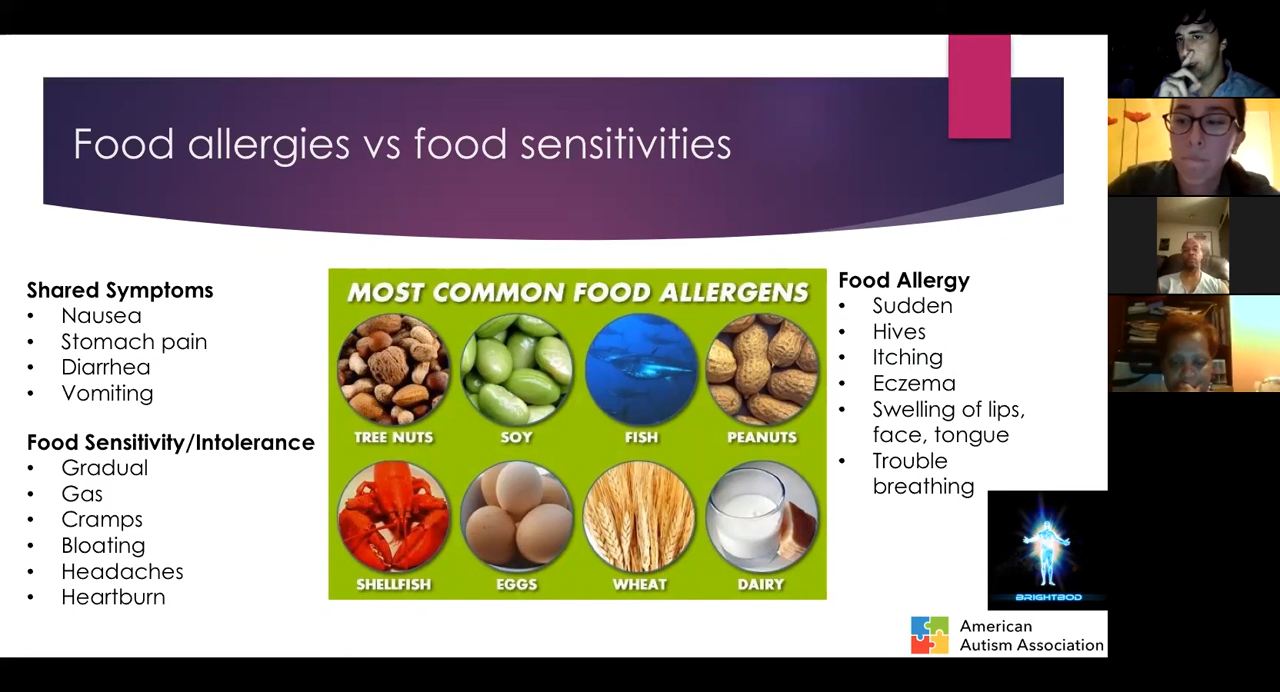 Food allergies vs food sensitivities
Shared Symptoms
• Nausea
• Stomach pain
• Diarrhea
• Vomiting
Food Sensitivity/Intolerance
• Gradual
• Gas
• Cramps
• Bloating
• Headaches
• Heartburn
MOST COMMON FOOD ALLERGENS
TREE NUTS
SOY
FISH
PEANUTS
SHELLFISH
EGGS
WHEAT
DAIRY
Food Allergy
• Sudden
• Hives
• Itching
• Eczema
• Swelling of lips,
face, tongue
• Trouble
breathing
BRIGHTBOD
American
Autism Association